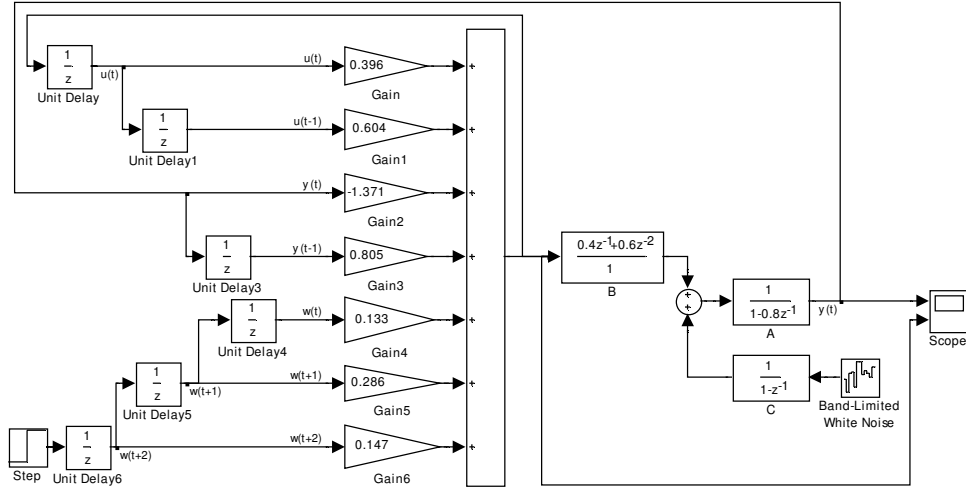 1
z
Unit Delay
u(t)
u(t)
0.396
Gain
+
1
z
Unit Delay1
u(t-1)
0.604
Gain1
+
y(t)
-1.371
Gain2
+
1
z
Unit Delay3
y(t-1)
0.805
Gain3
+
1
z
Unit Delay4
w(t)
0.133
Gain4
+
1
z
Unit Delay5
w(t+1)
w(t+1)
0.286
Gain5
+
Step
1
z
Unit Delay6
w(t+2)
w(t+2)
0.147
Gain6
+
0.4z-1+0.6z-2
1
B
+
+
1
1-0.8z-1
A
y(t)
1
1-z-1
C
Band-Limited
White Noise
Scope